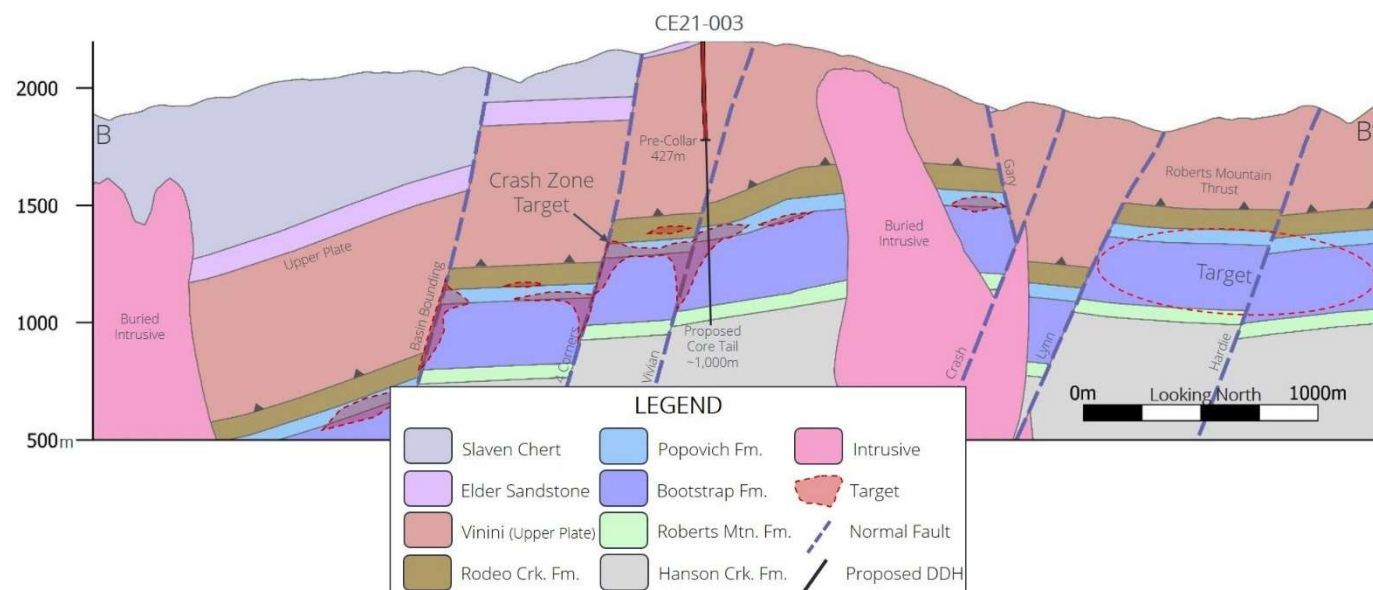 CE21-003
2000
1500
1000
500m
B
B
Pre-Collar
427m
Crash Zone
Target
Upper Plate
Buried
Intrusive
Basin Bounding
4 Corners
Vivian
Proposed
Core Tail
~1,000m
Buried
Intrusive
Gary
Crash
Lynn
Roberts Mountain
Thrust
Target
Hardie
0m Looking North 1000m
LEGEND
Slaven Chert
Elder Sandstone
Vinini (Upper Plate)
Rodeo Crk. Fm.
Popovich Fm.
Bootstrap Fm.
Roberts Mtn. Fm.
Hanson Crk. Fm.
Intrusive
Target
Normal Fault
Proposed DDH